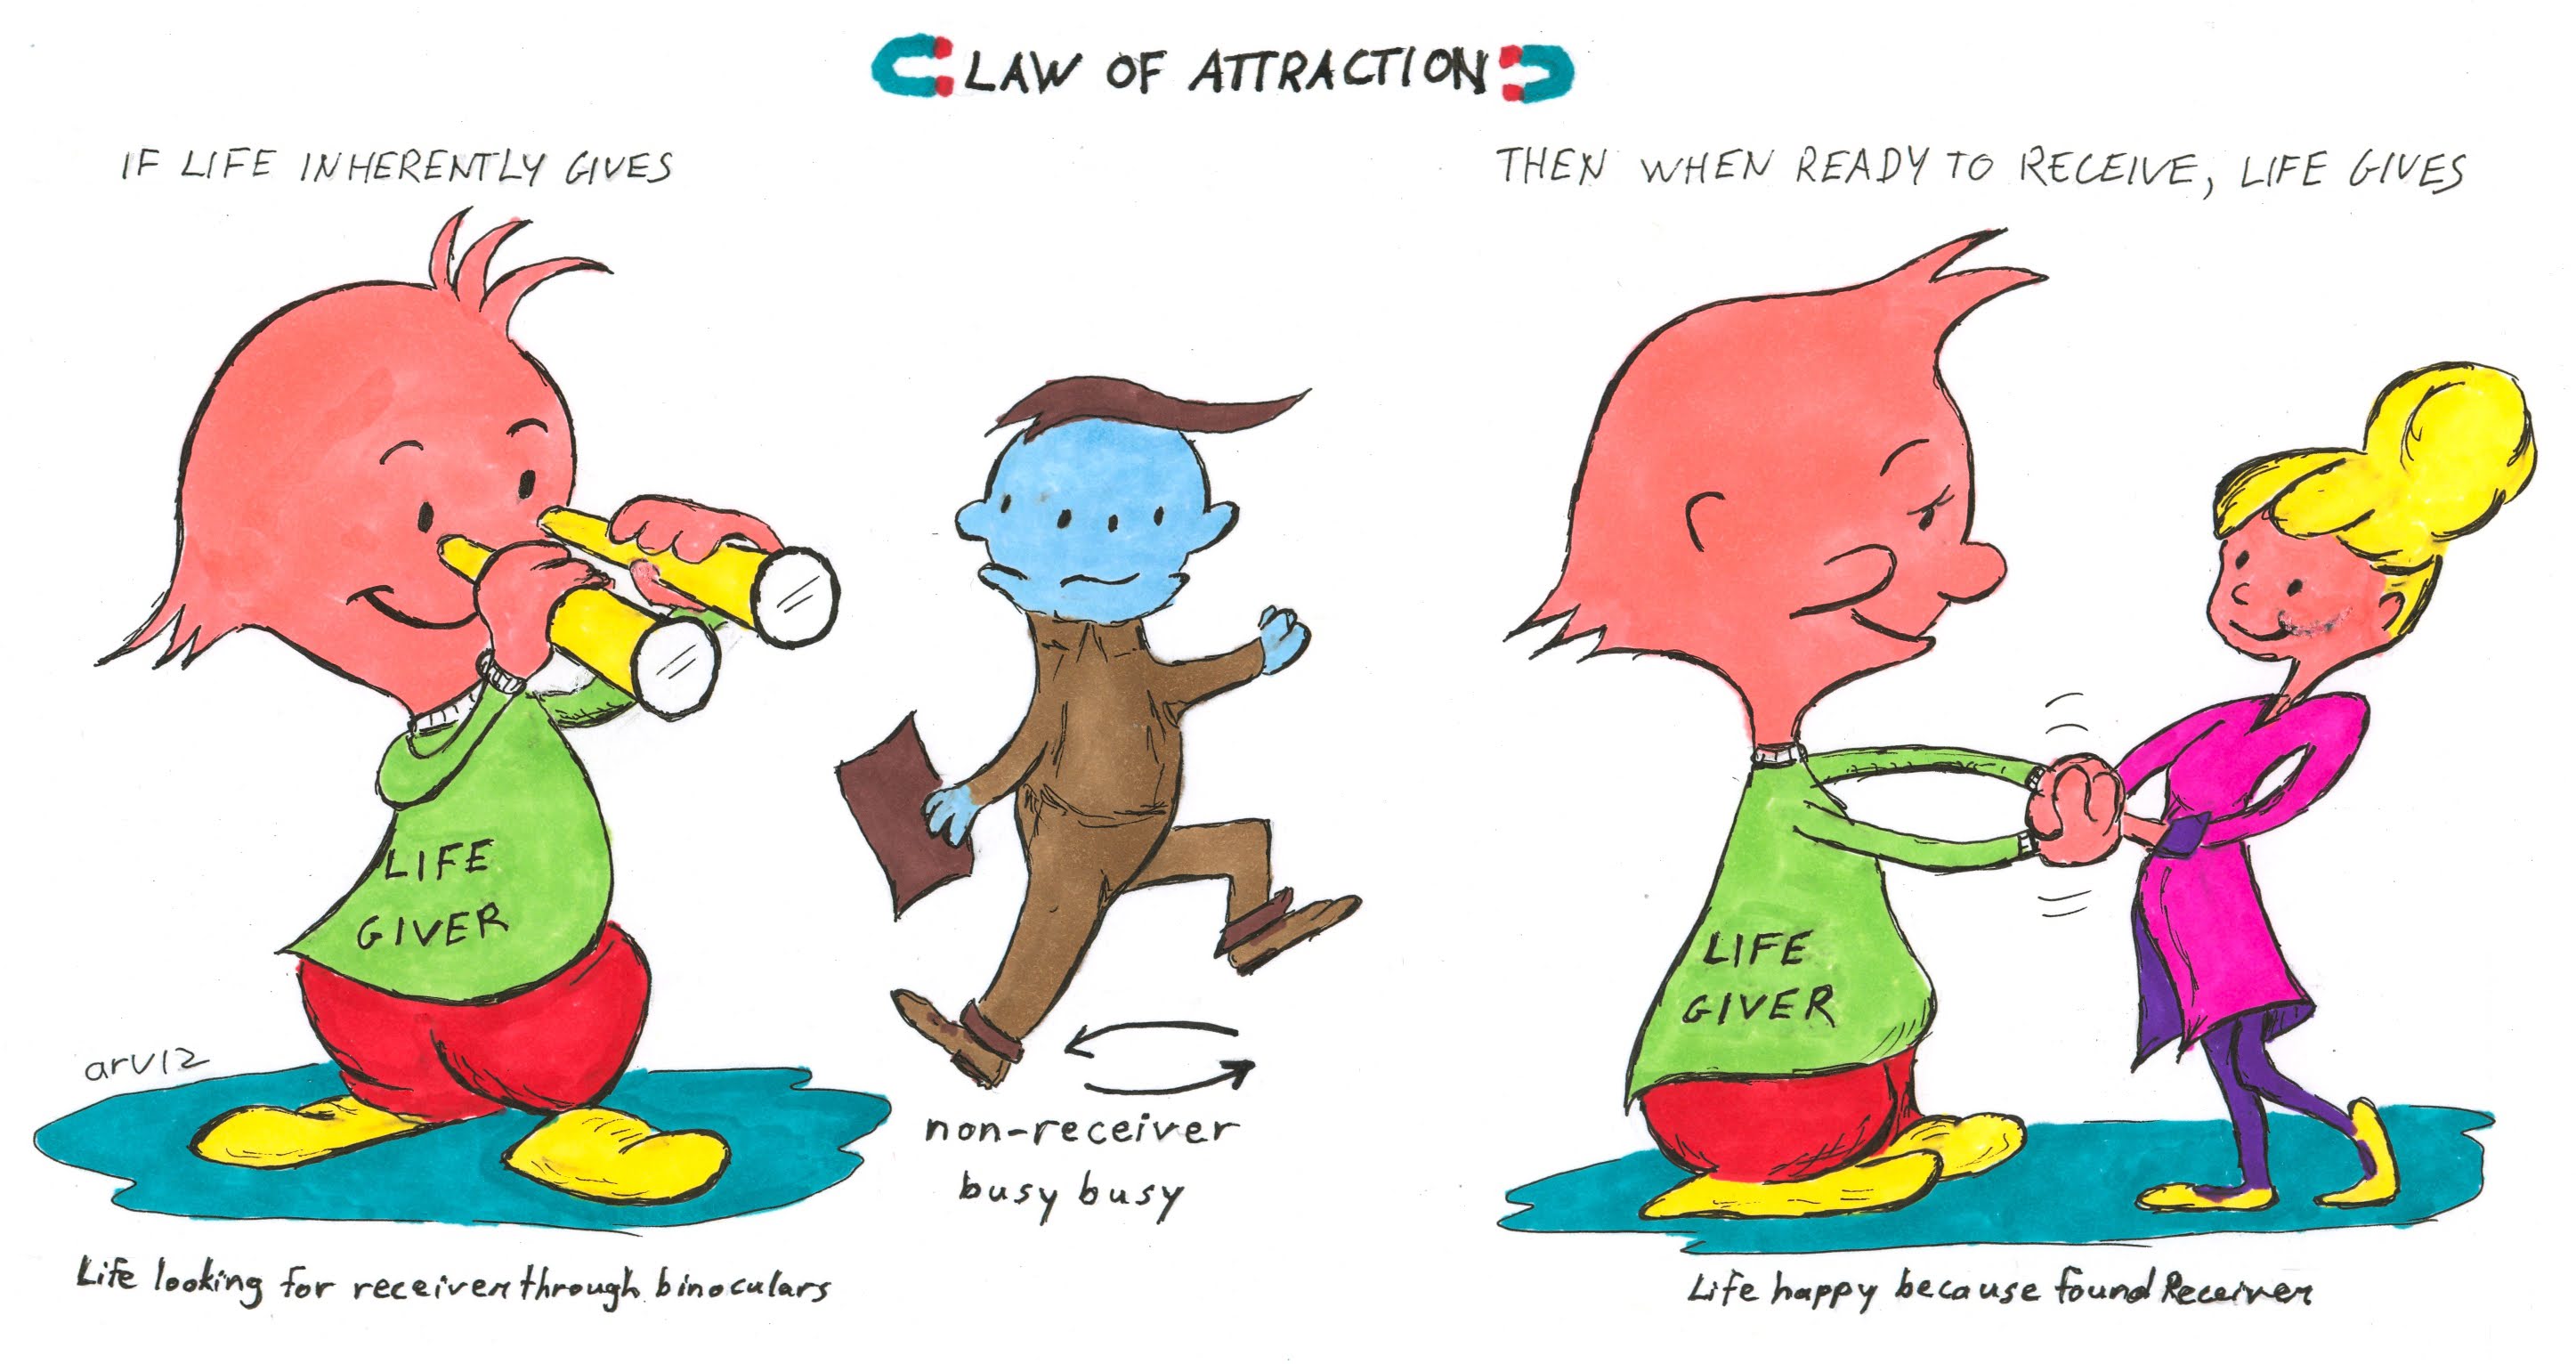 LAW OF ATTRACTION
IF LIFE INHERENTLY GIVES
THEN WHEN READY TO RECEIVE, LIFE GIVES
LIFE
GIVER
arv12
non-receiver
busy busy
LIFE
GIVER
Life looking for receiver through binoculars
Life happy because found Receiver